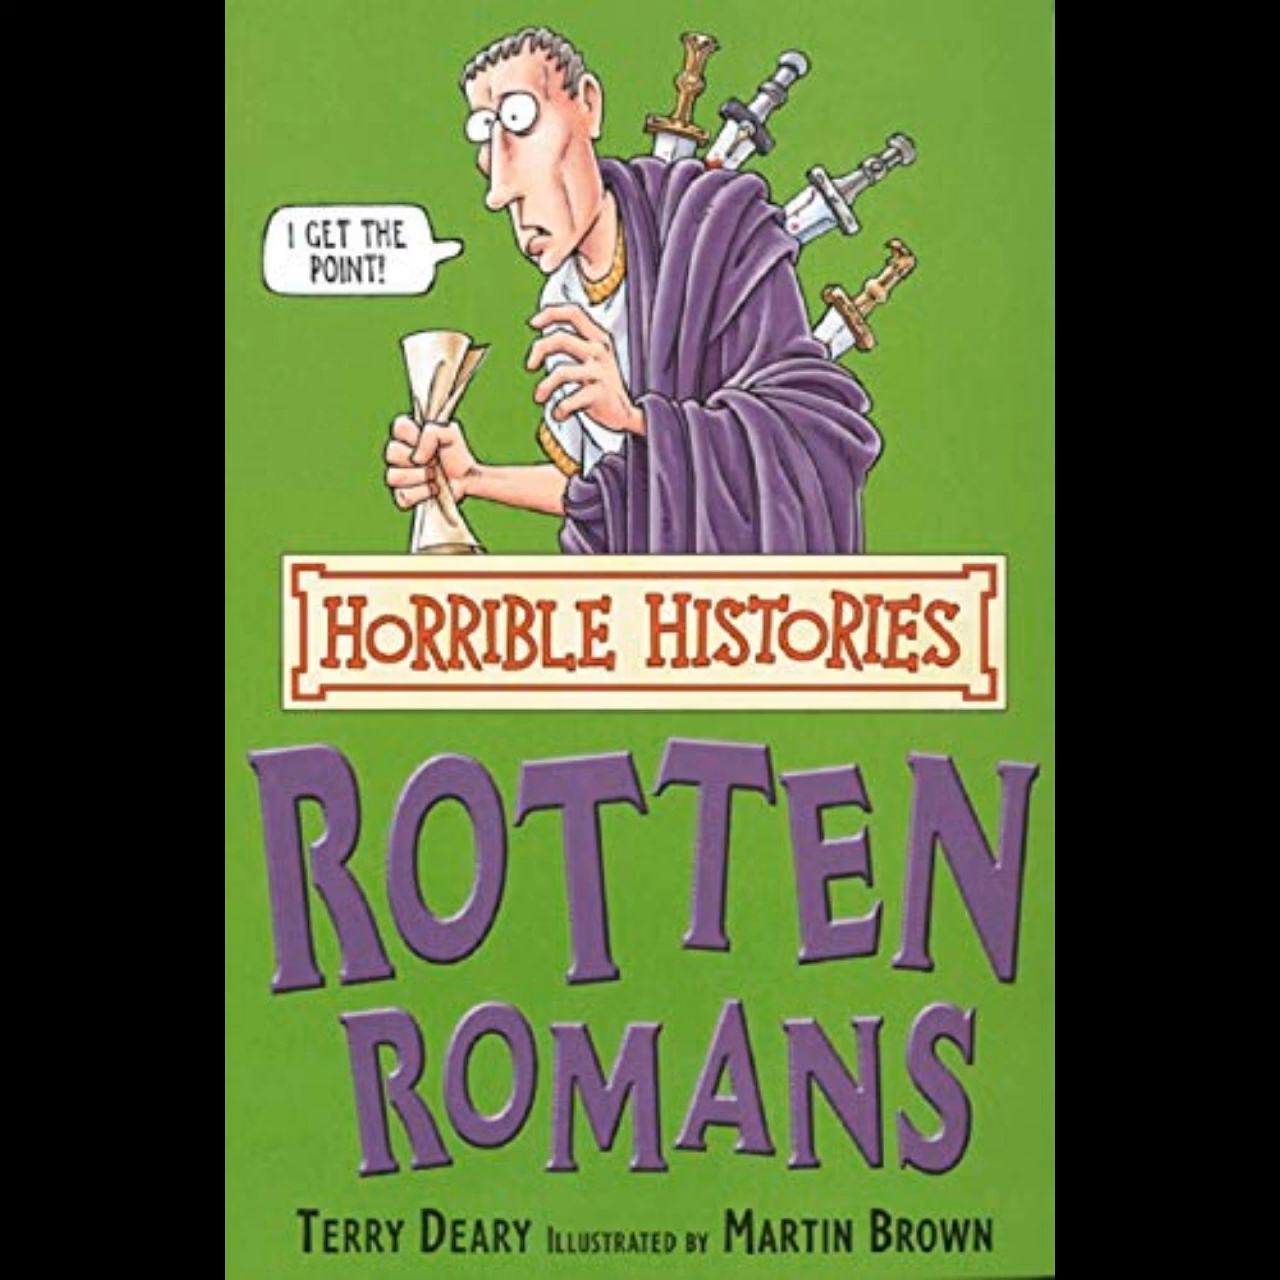 I GET THE
POINT!
HORRIBLE HISTORIES
ROTTEN
ROMANS
TERRY DEARY ILLUSTRATED BY MARTIN BROWN